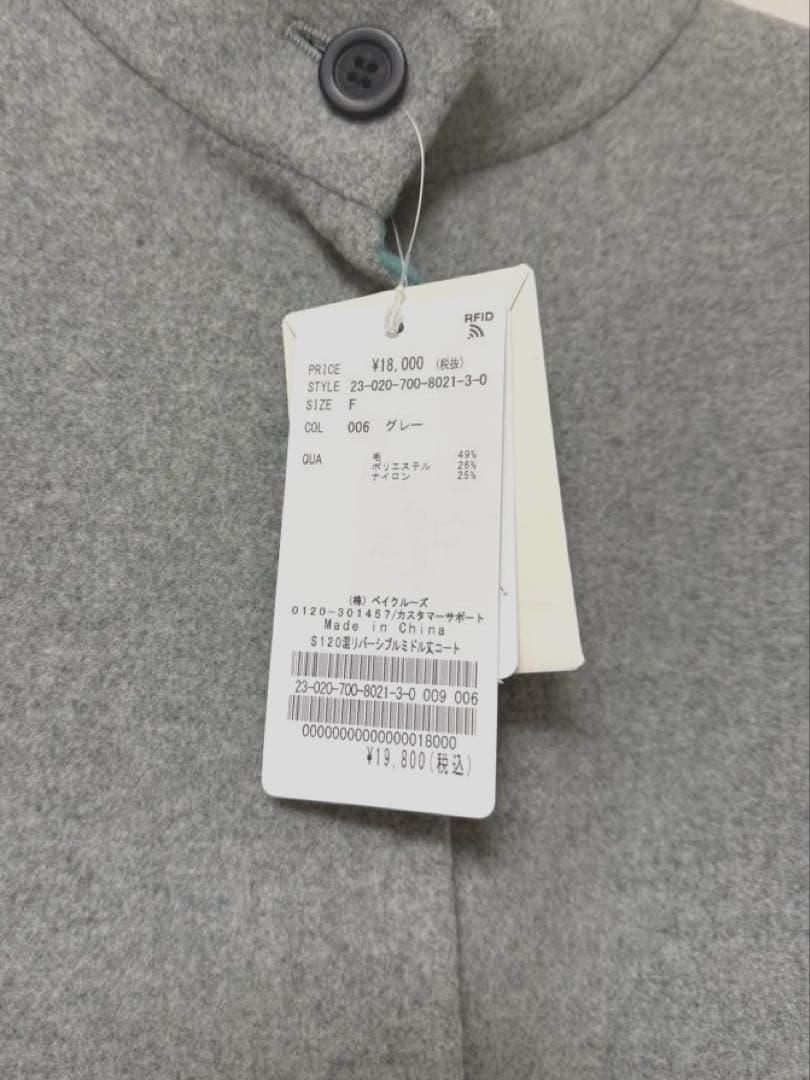 RFID
PRICE ¥18,000 (税抜)
STYLE 23-020-700-8021-3-0
SIZE F
COL 006 グレー
QUA 毛 49%
ポリエステル 26%
ナイロン 25%
(株) ベイクルーズ
0120-301457/カスタマーサポート
Made in China
S120混リバーシブルミドル丈コート
23-020-700-8021-3-0 009 006
00000000000000018000
¥19,800(税込)